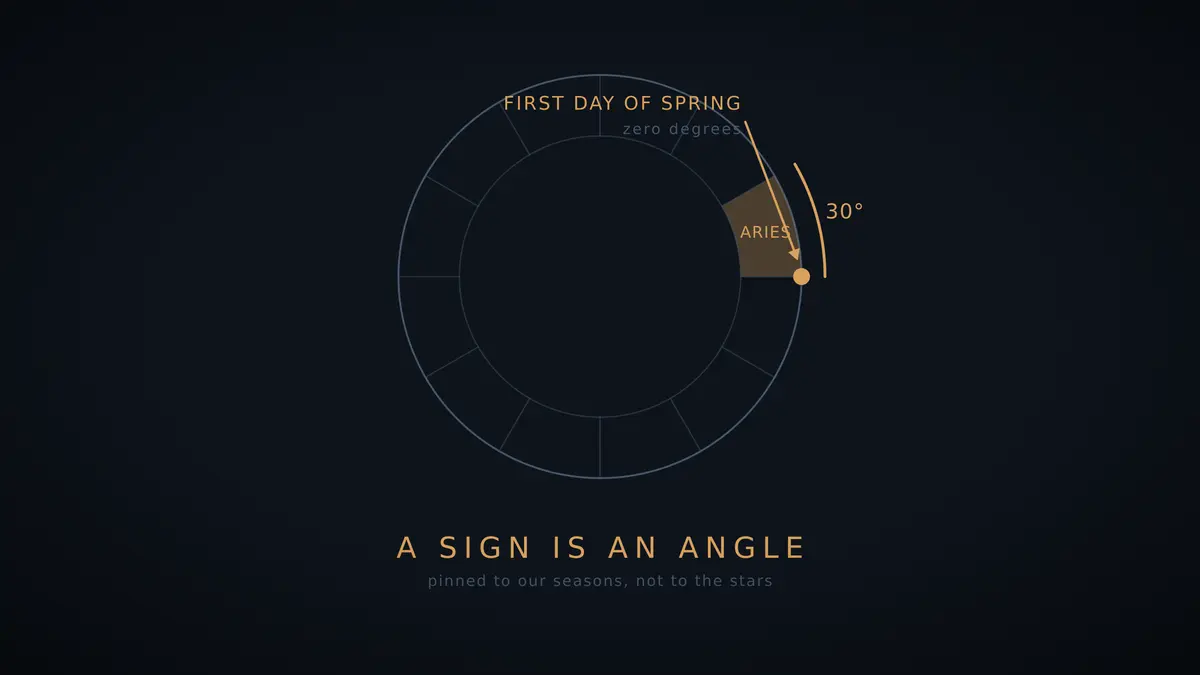 FIRST DAY OF SPRING
zero degrees
30°
ARIES
A SIGN IS AN ANGLE
pinned to our seasons, not to the stars